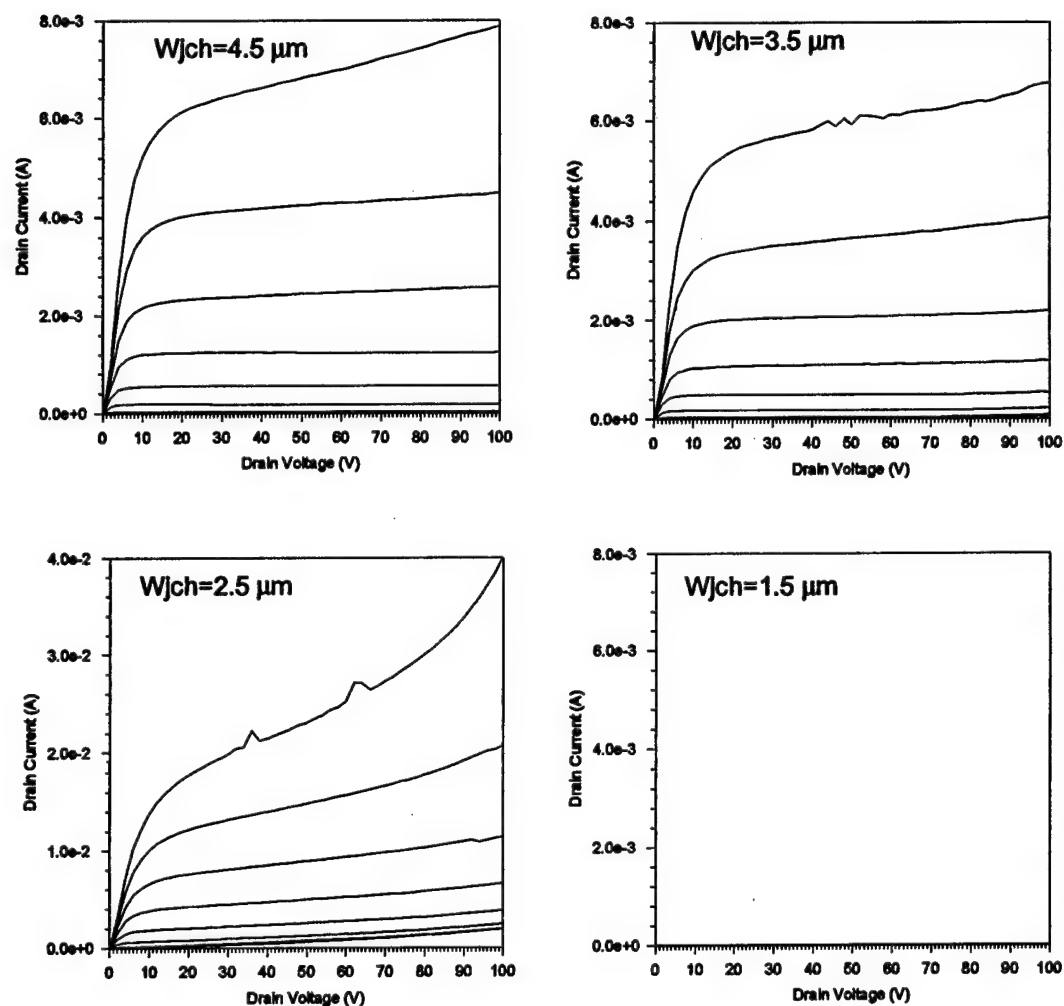 Wjch=4.5 µm
Drain Current (A)
8.0e-3
6.0e-3
4.0e-3
2.0e-3
0.0e+0
0 10 20 30 40 50 60 70 80 90 100
Drain Voltage (V)
Wjch=3.5 µm
Drain Current (A)
8.0e-3
6.0e-3
4.0e-3
2.0e-3
0.0e+0
0 10 20 30 40 50 60 70 80 90 100
Drain Voltage (V)
Wjch=2.5 µm
Drain Current (A)
4.0e-2
3.0e-2
2.0e-2
1.0e-2
0.0e+0
0 10 20 30 40 50 60 70 80 90 100
Drain Voltage (V)
Wjch=1.5 µm
Drain Current (A)
8.0e-3
6.0e-3
4.0e-3
2.0e-3
0.0e+0
0 10 20 30 40 50 60 70 80 90 100
Drain Voltage (V)